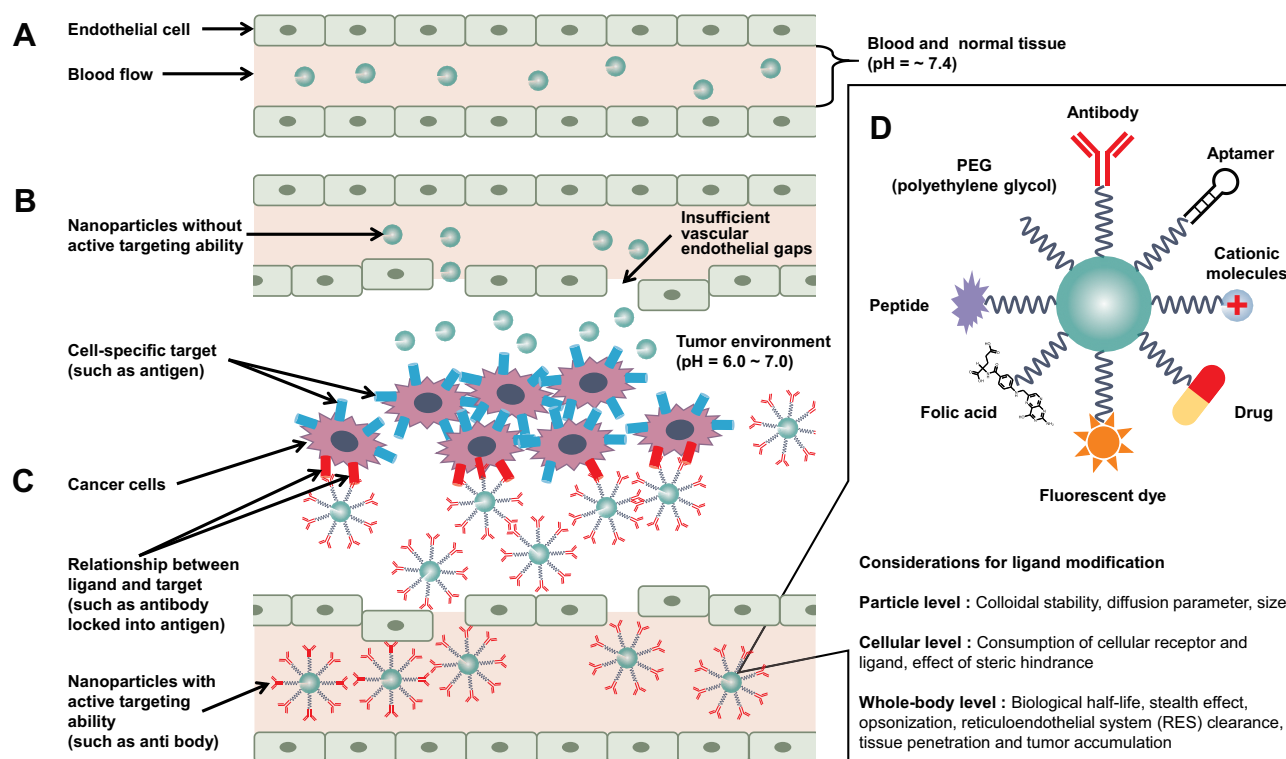 A
Endothelial cell
Blood flow
Blood and normal tissue
(pH = ~ 7.4)
B
Nanoparticles without
active targeting ability
Insufficient
vascular
endothelial gaps
Cell-specific target
(such as antigen)
Tumor environment
(pH = 6.0 ~ 7.0)
Cancer cells
C
Relationship between
ligand and target
(such as antibody
locked into antigen)
Nanoparticles with
active targeting
ability
(such as anti body)
D
Antibody
PEG
(polyethylene glycol)
Aptamer
Cationic
molecules
Peptide
Folic acid
Drug
Fluorescent dye
Considerations for ligand modification
Particle level : Colloidal stability, diffusion parameter, size
Cellular level : Consumption of cellular receptor and
ligand, effect of steric hindrance
Whole-body level : Biological half-life, stealth effect,
opsonization, reticuloendothelial system (RES) clearance,
tissue penetration and tumor accumulation